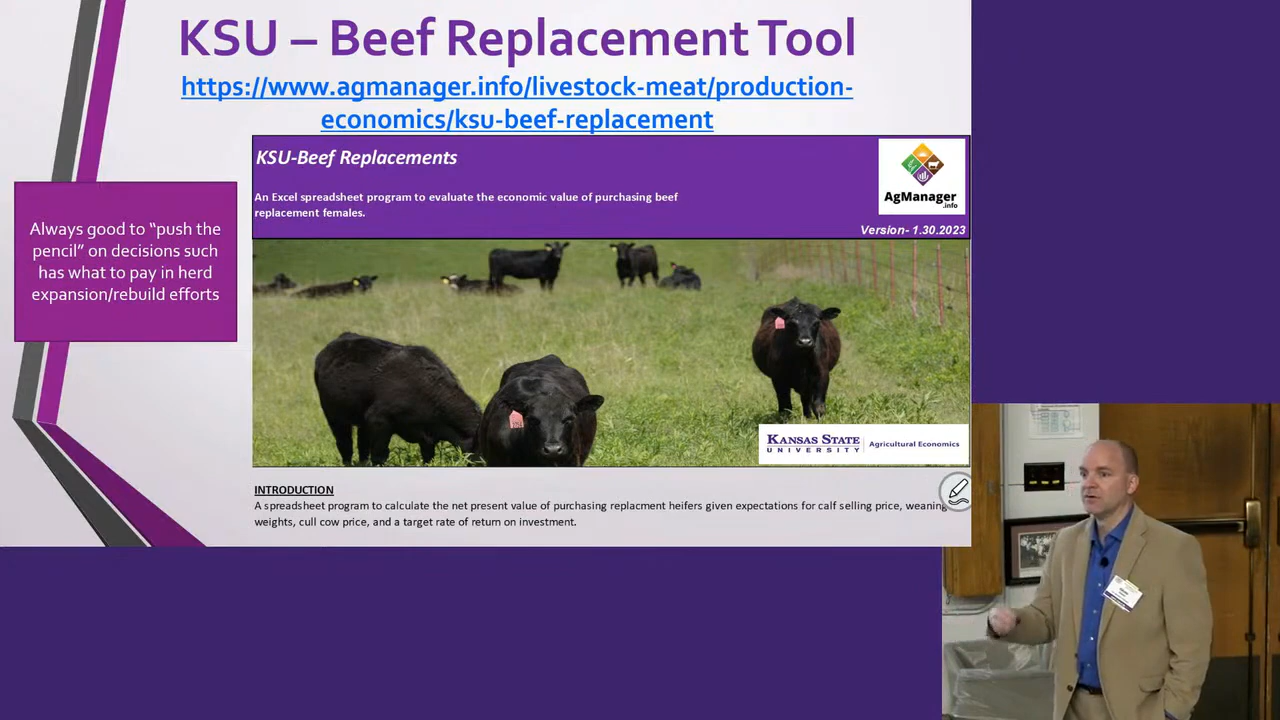 KSU – Beef Replacement Tool
https://www.agmanager.info/livestock-meat/production-
economics/ksu-beef-replacement
Always good to “push the
pencil” on decisions such
has what to pay in herd
expansion/rebuild efforts
KSU-Beef Replacements
An Excel spreadsheet program to evaluate the economic value of purchasing beef
replacement females.
AgManager
.info
Version- 1.30.2023
KANSAS STATE
UNIVERSITY
Agricultural Economics
INTRODUCTION
A spreadsheet program to calculate the net present value of purchasing replacment heifers given expectations for calf selling price, weaning
weights, cull cow price, and a target rate of return on investment.